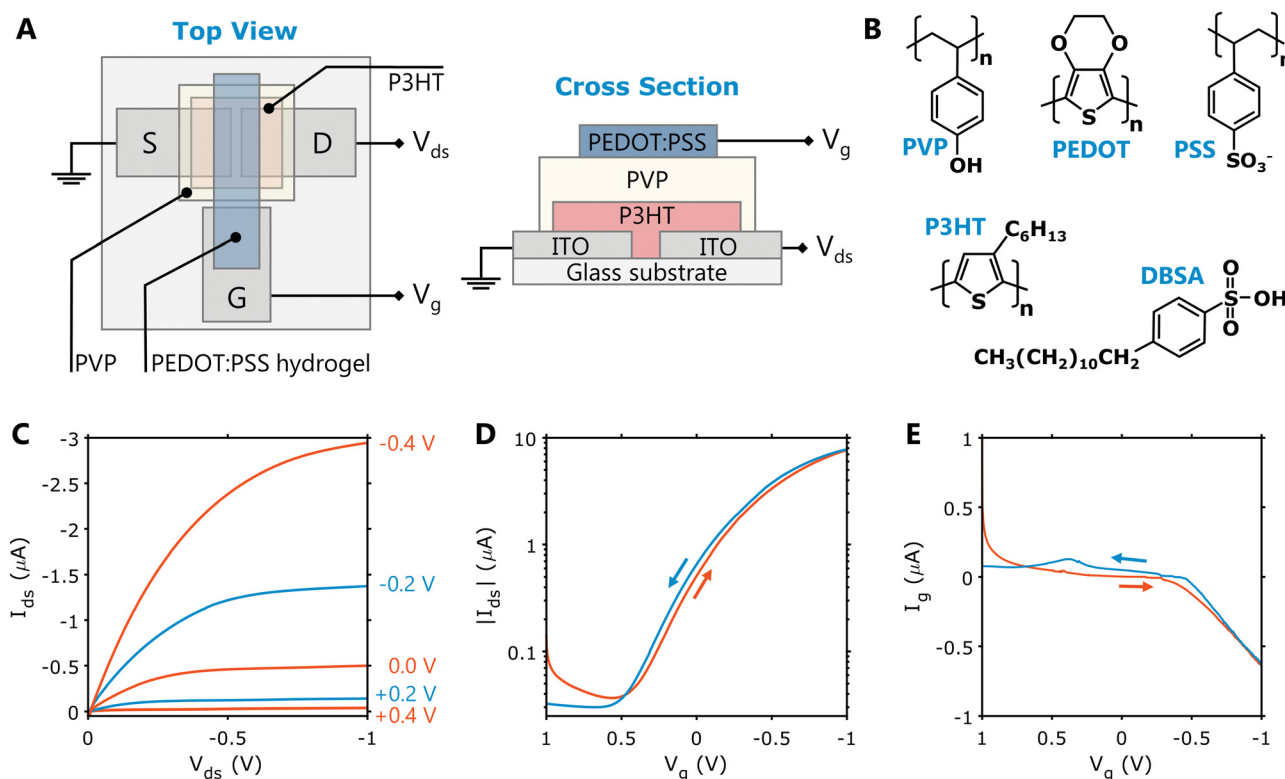 A
Top View
P3HT
S
D
V_ds
G
V_g
PVP
PEDOT:PSS hydrogel
Cross Section
PEDOT:PSS
V_g
PVP
P3HT
ITO
ITO
V_ds
Glass substrate
B
n
PVP
OH
O
O
S
n
PEDOT
n
PSS
SO₃⁻
P3HT
C₆H₁₃
S
n
DBSA
O
S
OH
O
CH₃(CH₂)₁₀CH₂
C
-3
-2.5
-2
-1.5
-1
-0.5
0
I_ds (μA)
-0.4 V
-0.2 V
0.0 V
+0.2 V
+0.4 V
0
-0.5
-1
V_ds (V)
D
10
1
0.1
|I_ds| (μA)
1
0.5
0
-0.5
-1
V_g (V)
E
1
0.5
0
-0.5
-1
I_g (μA)
1
0.5
0
-0.5
-1
V_g (V)